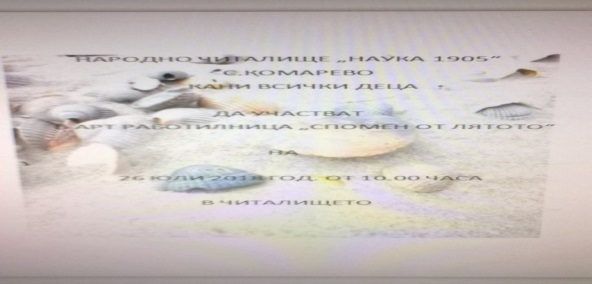 НАРОДНО ЧИТАЛИЩЕ „НАУКА 1905“
С.КОМАРЕВО
КАНИ ВСИЧКИ ДЕЦА
ДА УЧАСТВАТ
В АРТ РАБОТИЛНИЦА „СПОМЕН ОТ ЛЯТОТО“
НА
26 ЮЛИ ГОД. ОТ 10.00 ЧАСА
В ЧИТАЛИЩЕТО